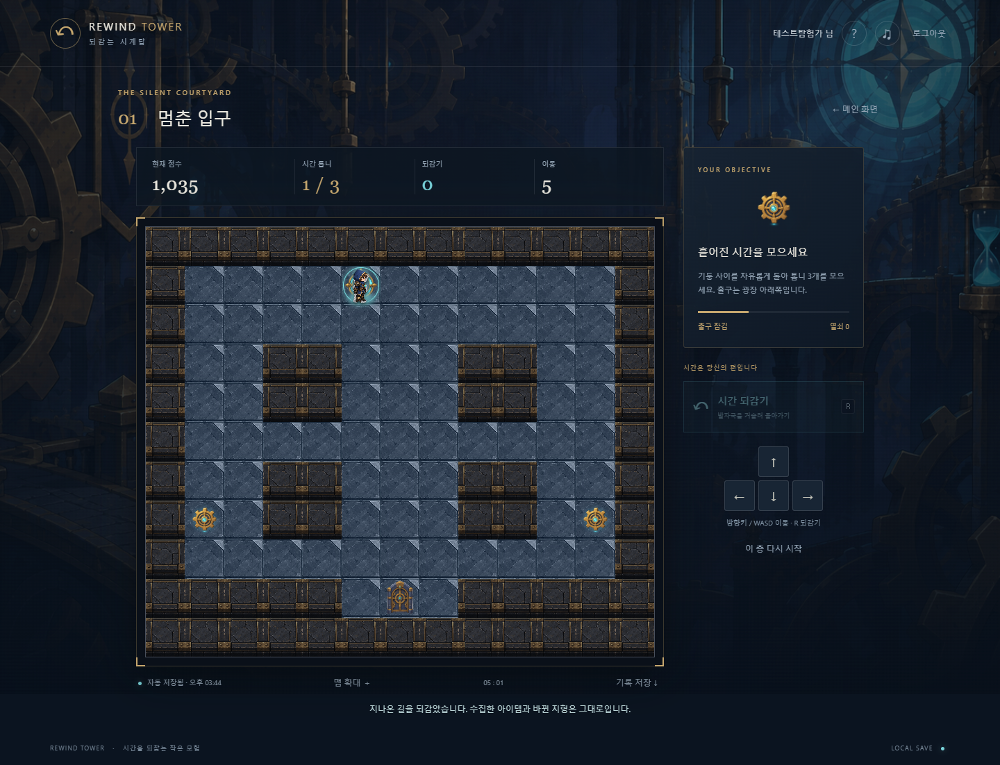 REWIND TOWER
되감는 시계탑
테스트탐험가 님
?
♫
로그아웃
THE SILENT COURTYARD
01
멈춘 입구
← 메인 화면
현재 점수
1,035
시간 톱니
1 / 3
되감기
0
이동
5
YOUR OBJECTIVE
흩어진 시간을 모으세요
기둥 사이를 자유롭게 돌아 톱니 3개를 모으
세요. 출구는 광장 아래쪽입니다.
출구 잠김
열쇠 0
시간은 당신의 편입니다
시간 되감기
발자국을 거슬러 돌아가기
R
↑
← ↓ →
방향키 / WASD 이동 · R 되감기
이 층 다시 시작
자동 저장됨 · 오후 03:44
맵 확대 +
05 : 01
기록 저장 ↓
지나온 길을 되감았습니다. 수집한 아이템과 바뀐 지형은 그대로입니다.
REWIND TOWER · 시간을 되찾는 작은 모험
LOCAL SAVE